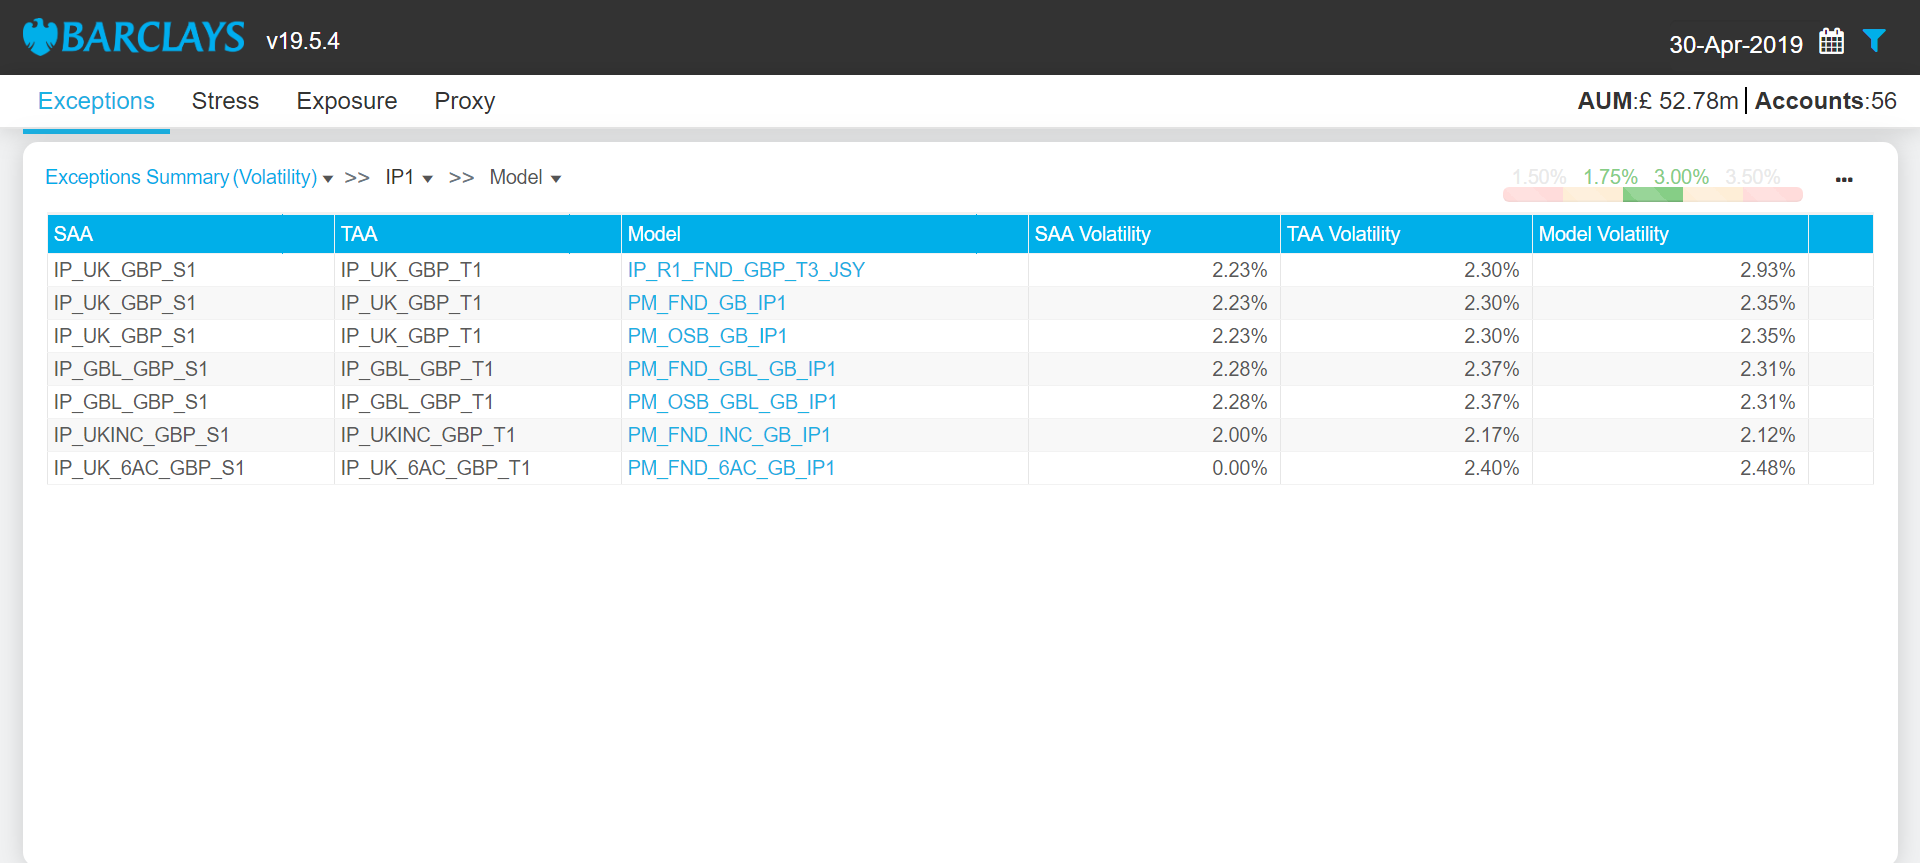 BARCLAYS v19.5.4 30-Apr-2019
Exceptions Stress Exposure Proxy AUM:£ 52.78m Accounts:56
Exceptions Summary (Volatility) >> IP1 >> Model 1.50% 1.75% 3.00% 3.50% ...
SAA TAA Model SAA Volatility TAA Volatility Model Volatility
IP_UK_GBP_S1 IP_UK_GBP_T1 IP_R1_FND_GBP_T3_JSY 2.23% 2.30% 2.93%
IP_UK_GBP_S1 IP_UK_GBP_T1 PM_FND_GB_IP1 2.23% 2.30% 2.35%
IP_UK_GBP_S1 IP_UK_GBP_T1 PM_OSB_GB_IP1 2.23% 2.30% 2.35%
IP_GBL_GBP_S1 IP_GBL_GBP_T1 PM_FND_GBL_GB_IP1 2.28% 2.37% 2.31%
IP_GBL_GBP_S1 IP_GBL_GBP_T1 PM_OSB_GBL_GB_IP1 2.28% 2.37% 2.31%
IP_UKINC_GBP_S1 IP_UKINC_GBP_T1 PM_FND_INC_GB_IP1 2.00% 2.17% 2.12%
IP_UK_6AC_GBP_S1 IP_UK_6AC_GBP_T1 PM_FND_6AC_GB_IP1 0.00% 2.40% 2.48%